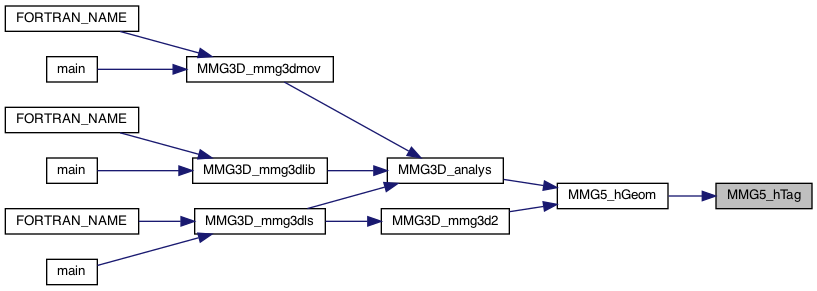 FORTRAN_NAME
main
MMG3D_mmg3dmov
FORTRAN_NAME
main
MMG3D_mmg3dlib
MMG3D_analys
MMG5_hGeom
MMG5_hTag
FORTRAN_NAME
MMG3D_mmg3dls
MMG3D_mmg3d2
main